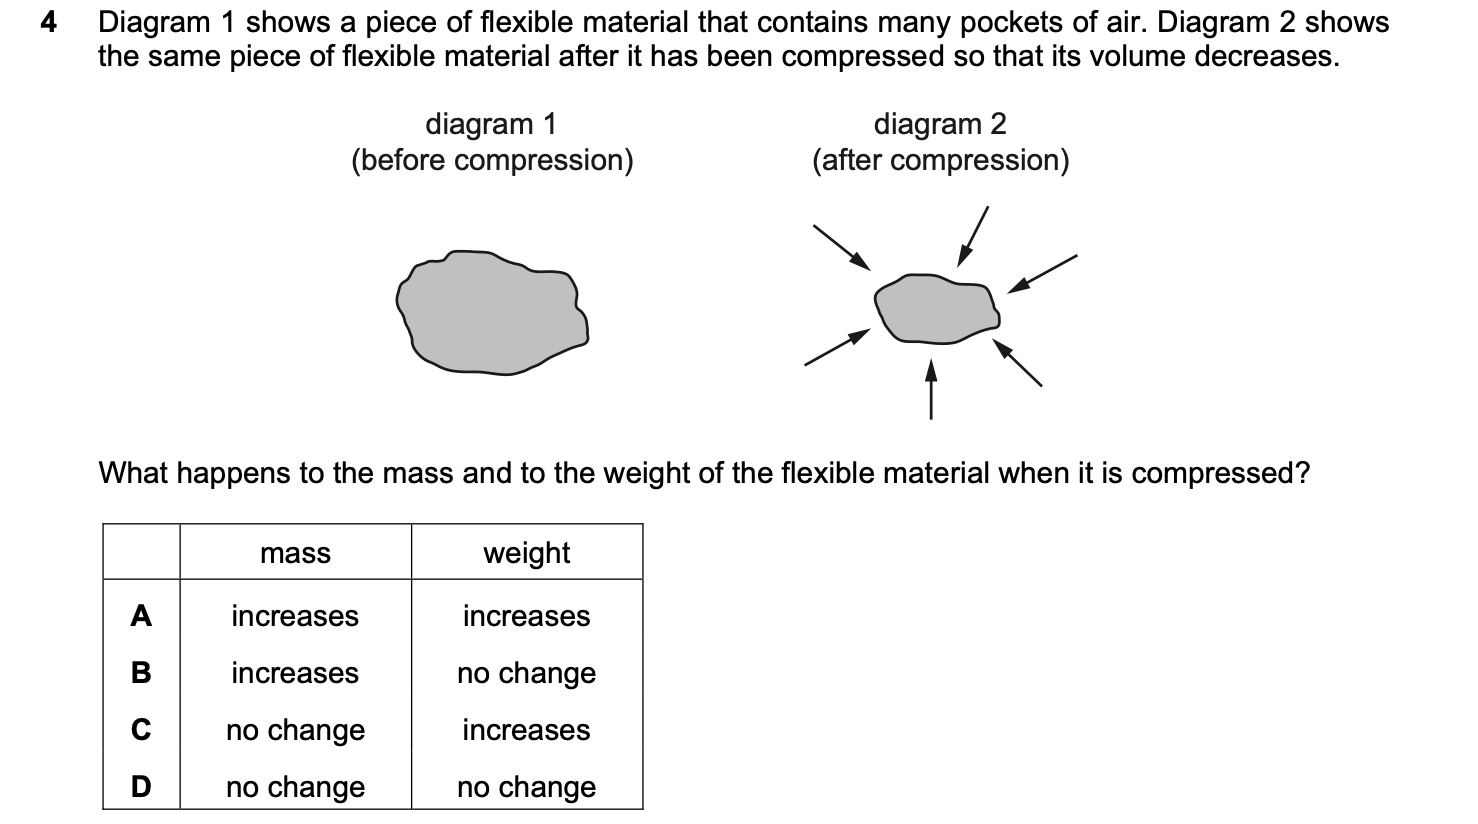 4 Diagram 1 shows a piece of flexible material that contains many pockets of air. Diagram 2 shows
the same piece of flexible material after it has been compressed so that its volume decreases.
diagram 1
(before compression)
diagram 2
(after compression)
What happens to the mass and to the weight of the flexible material when it is compressed?
mass weight
A increases increases
B increases no change
C no change increases
D no change no change